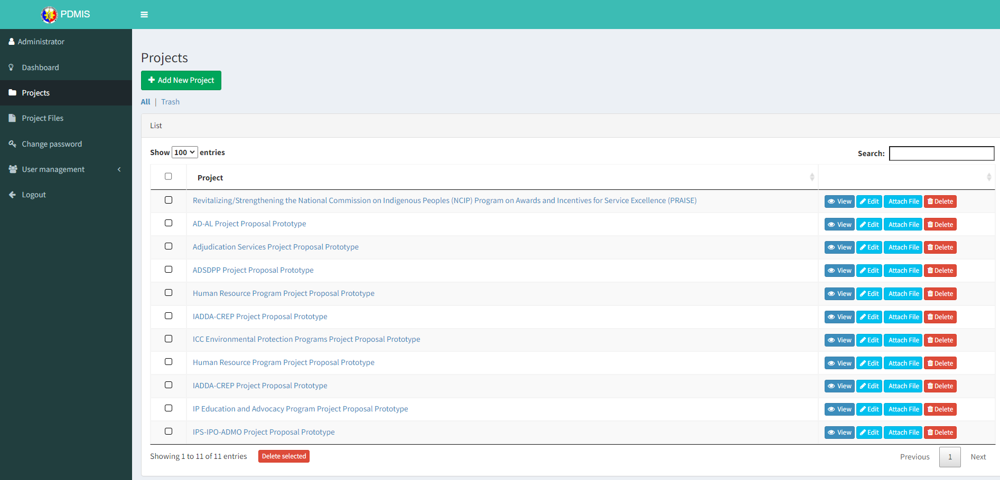 PDMIS
Administrator
Dashboard
Projects
Project Files
Change password
User management
Logout
Projects
Add New Project
All | Trash
List
Show 100 entries
Search:
Project
Revitalizing/Strengthening the National Commission on Indigenous Peoples (NCIP) Program on Awards and Incentives for Service Excellence (PRAISE) View Edit Attach File Delete
AD-AL Project Proposal Prototype View Edit Attach File Delete
Adjudication Services Project Proposal Prototype View Edit Attach File Delete
ADSDPP Project Proposal Prototype View Edit Attach File Delete
Human Resource Program Project Proposal Prototype View Edit Attach File Delete
IADDA-CREP Project Proposal Prototype View Edit Attach File Delete
ICC Environmental Protection Programs Project Proposal Prototype View Edit Attach File Delete
Human Resource Program Project Proposal Prototype View Edit Attach File Delete
IADDA-CREP Project Proposal Prototype View Edit Attach File Delete
IP Education and Advocacy Program Project Proposal Prototype View Edit Attach File Delete
IPS-IPO-ADMO Project Proposal Prototype View Edit Attach File Delete
Showing 1 to 11 of 11 entries Delete selected
Previous 1 Next